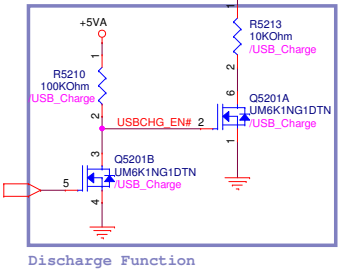 +5VA
R5213
10KOhm
/USB_Charge
1
2
R5210
100KOhm
/USB_Charge
1
2
6
Q5201A
UM6K1NG1DTN
/USB_Charge
USBCHG_EN#
2
1
3
Q5201B
UM6K1NG1DTN
/USB_Charge
5
4
Discharge Function